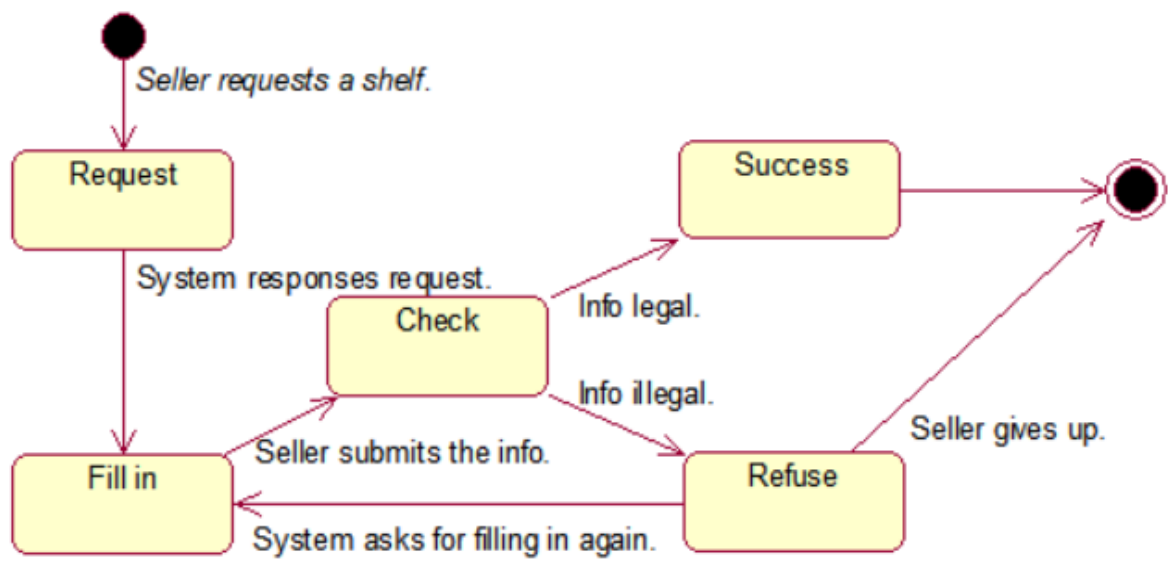 Seller requests a shelf.
Request
Success
System responses request.
Check
Info legal.
Info illegal.
Seller submits the info.
Seller gives up.
Fill in
Refuse
System asks for filling in again.